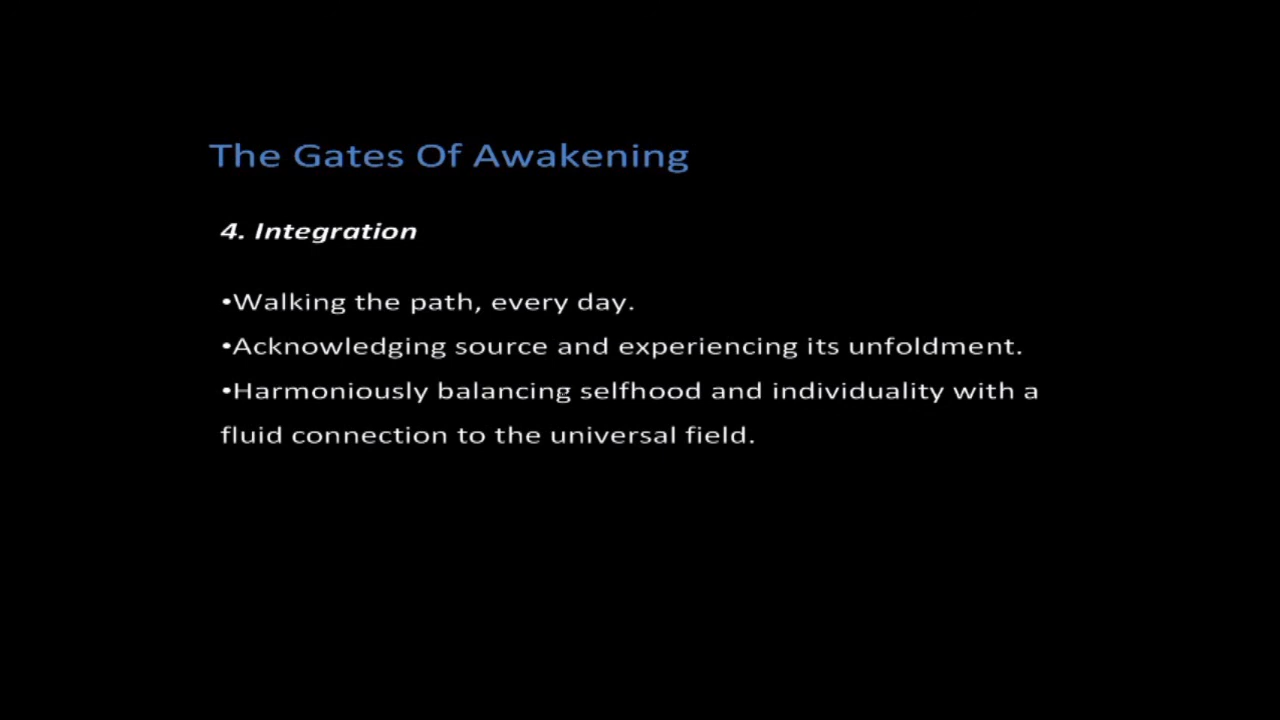 The Gates Of Awakening
4. Integration
•Walking the path, every day.
•Acknowledging source and experiencing its unfoldment.
•Harmoniously balancing selfhood and individuality with a
fluid connection to the universal field.